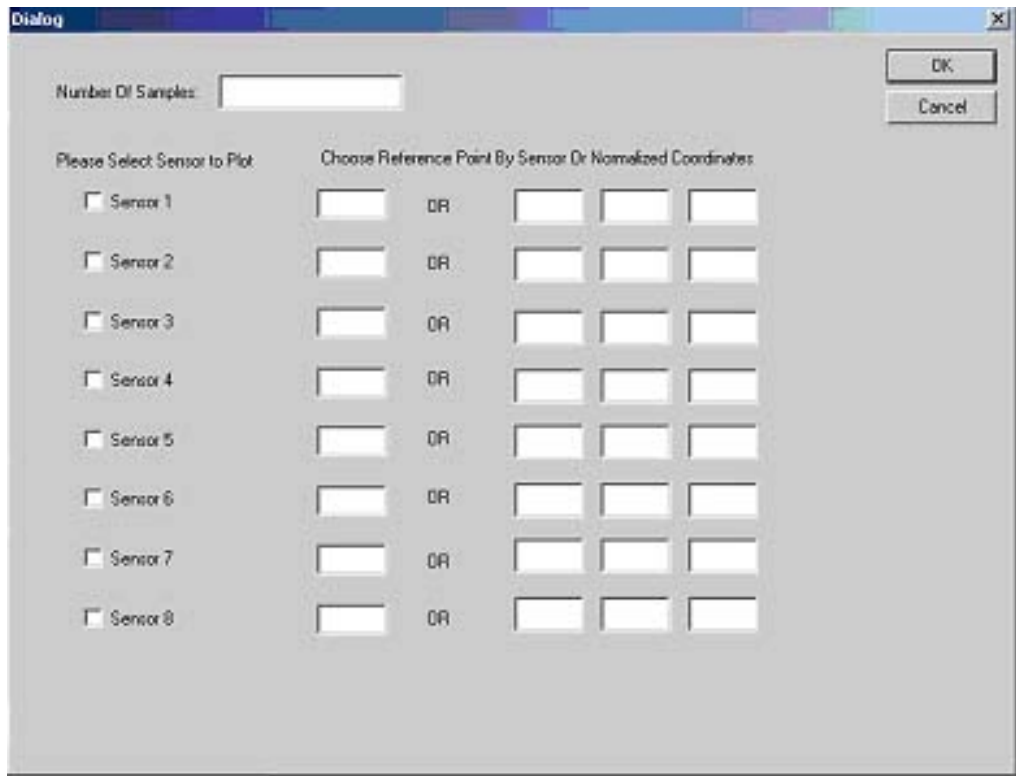 Dialog
OK
Number Of Samples:
Cancel
Please Select Sensor to Plot
Choose Reference Point By Sensor Or Normalized Coordinates
Sensor 1 OR
Sensor 2 OR
Sensor 3 OR
Sensor 4 OR
Sensor 5 OR
Sensor 6 OR
Sensor 7 OR
Sensor 8 OR